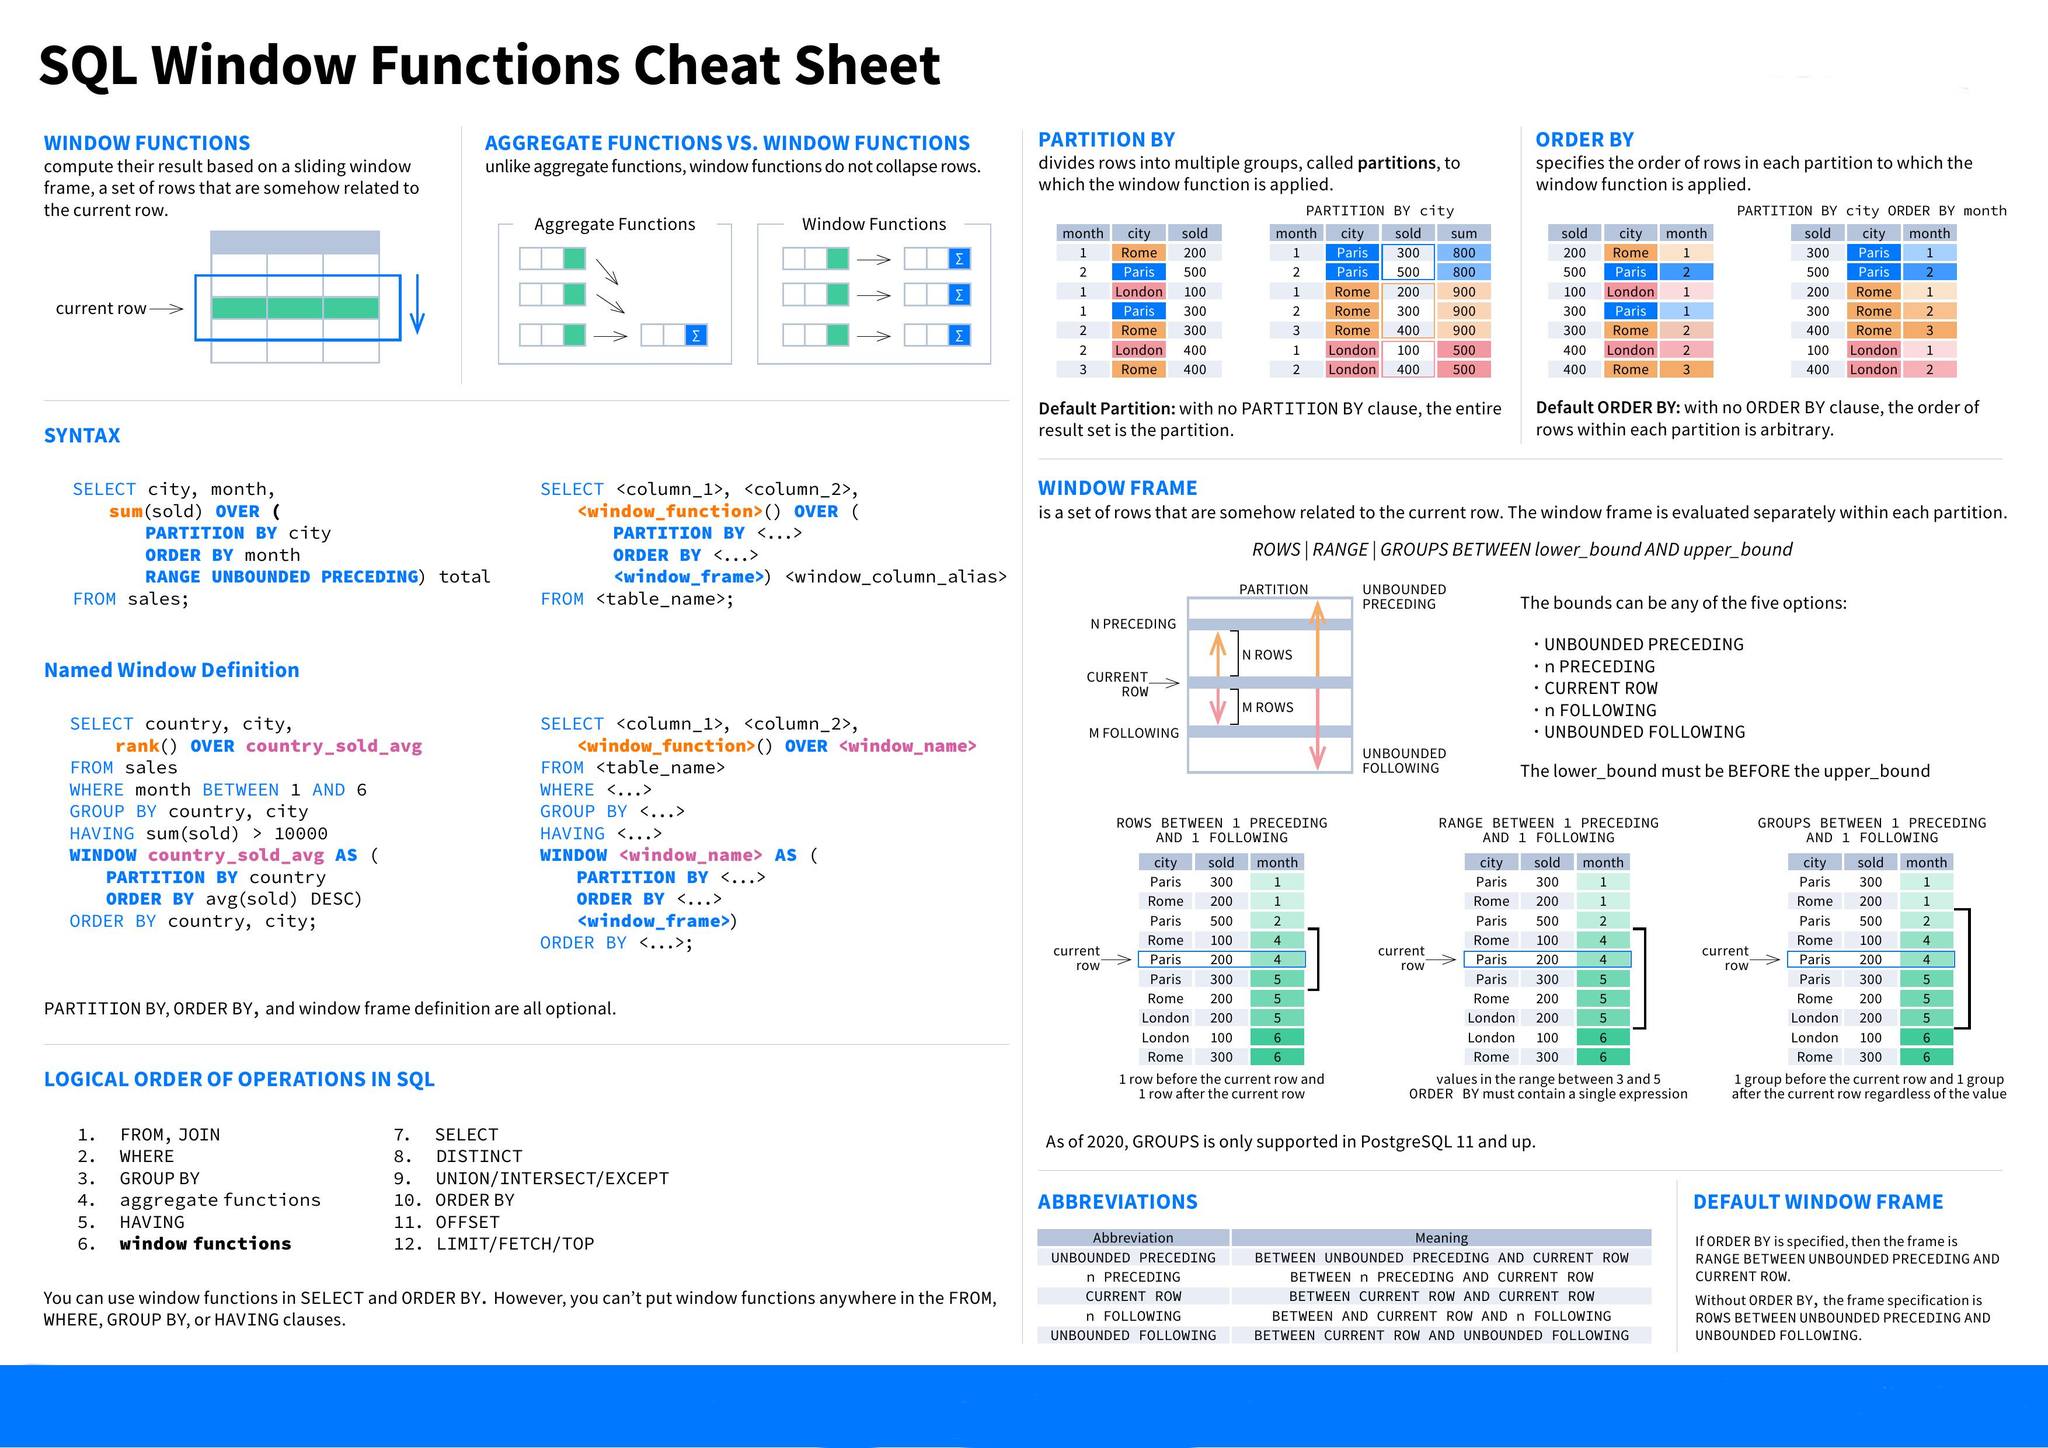 SQL Window Functions Cheat Sheet
WINDOW FUNCTIONS
compute their result based on a sliding window
frame, a set of rows that are somehow related to
the current row.
current row
AGGREGATE FUNCTIONS VS. WINDOW FUNCTIONS
unlike aggregate functions, window functions do not collapse rows.
Aggregate Functions
∑
Window Functions
∑
∑
∑
SYNTAX
SELECT city, month,
sum(sold) OVER (
PARTITION BY city
ORDER BY month
RANGE UNBOUNDED PRECEDING) total
FROM sales;
SELECT <column_1>, <column_2>,
<window_function>() OVER (
PARTITION BY <...>
ORDER BY <...>
<window_frame>) <window_column_alias>
FROM <table_name>;
Named Window Definition
SELECT country, city,
rank() OVER country_sold_avg
FROM sales
WHERE month BETWEEN 1 AND 6
GROUP BY country, city
HAVING sum(sold) > 10000
WINDOW country_sold_avg AS (
PARTITION BY country
ORDER BY avg(sold) DESC)
ORDER BY country, city;
SELECT <column_1>, <column_2>,
<window_function>() OVER <window_name>
FROM <table_name>
WHERE <...>
GROUP BY <...>
HAVING <...>
WINDOW <window_name> AS (
PARTITION BY <...>
ORDER BY <...>
<window_frame>)
ORDER BY <...>;
PARTITION BY, ORDER BY, and window frame definition are all optional.
LOGICAL ORDER OF OPERATIONS IN SQL
1. FROM, JOIN
2. WHERE
3. GROUP BY
4. aggregate functions
5. HAVING
6. window functions
7. SELECT
8. DISTINCT
9. UNION/INTERSECT/EXCEPT
10. ORDER BY
11. OFFSET
12. LIMIT/FETCH/TOP
You can use window functions in SELECT and ORDER BY. However, you can't put window functions anywhere in the FROM,
WHERE, GROUP BY, or HAVING clauses.
PARTITION BY
divides rows into multiple groups, called partitions, to
which the window function is applied.
month city sold
1 Rome 200
2 Paris 500
1 London 100
1 Paris 300
2 Rome 300
2 London 400
3 Rome 400
PARTITION BY city
month city sold sum
1 Paris 300 800
2 Paris 500 800
1 Rome 200 900
2 Rome 300 900
3 Rome 400 900
1 London 100 500
2 London 400 500
Default Partition: with no PARTITION BY clause, the entire
result set is the partition.
ORDER BY
specifies the order of rows in each partition to which the
window function is applied.
sold city month
200 Rome 1
500 Paris 2
100 London 1
300 Paris 1
300 Rome 2
400 London 2
400 Rome 3
PARTITION BY city ORDER BY month
sold city month
300 Paris 1
500 Paris 2
200 Rome 1
300 Rome 2
400 Rome 3
100 London 1
400 London 2
Default ORDER BY: with no ORDER BY clause, the order of
rows within each partition is arbitrary.
WINDOW FRAME
is a set of rows that are somehow related to the current row. The window frame is evaluated separately within each partition.
ROWS | RANGE | GROUPS BETWEEN lower_bound AND upper_bound
PARTITION
UNBOUNDED
PRECEDING
N PRECEDING
N ROWS
CURRENT
ROW
M ROWS
M FOLLOWING
UNBOUNDED
FOLLOWING
The bounds can be any of the five options:
· UNBOUNDED PRECEDING
· n PRECEDING
· CURRENT ROW
· n FOLLOWING
· UNBOUNDED FOLLOWING
The lower_bound must be BEFORE the upper_bound
ROWS BETWEEN 1 PRECEDING
AND 1 FOLLOWING
city sold month
Paris 300 1
Rome 200 1
Paris 500 2
Rome 100 4
current
row
Paris 200 4
Paris 300 5
Rome 200 5
London 200 5
London 100 6
Rome 300 6
1 row before the current row and
1 row after the current row
RANGE BETWEEN 1 PRECEDING
AND 1 FOLLOWING
city sold month
Paris 300 1
Rome 200 1
Paris 500 2
Rome 100 4
current
row
Paris 200 4
Paris 300 5
Rome 200 5
London 200 5
London 100 6
Rome 300 6
values in the range between 3 and 5
ORDER BY must contain a single expression
GROUPS BETWEEN 1 PRECEDING
AND 1 FOLLOWING
city sold month
Paris 300 1
Rome 200 1
Paris 500 2
Rome 100 4
current
row
Paris 200 4
Paris 300 5
Rome 200 5
London 200 5
London 100 6
Rome 300 6
1 group before the current row and 1 group
after the current row regardless of the value
As of 2020, GROUPS is only supported in PostgreSQL 11 and up.
ABBREVIATIONS
Abbreviation Meaning
UNBOUNDED PRECEDING BETWEEN UNBOUNDED PRECEDING AND CURRENT ROW
n PRECEDING BETWEEN n PRECEDING AND CURRENT ROW
CURRENT ROW BETWEEN CURRENT ROW AND CURRENT ROW
n FOLLOWING BETWEEN AND CURRENT ROW AND n FOLLOWING
UNBOUNDED FOLLOWING BETWEEN CURRENT ROW AND UNBOUNDED FOLLOWING
DEFAULT WINDOW FRAME
If ORDER BY is specified, then the frame is
RANGE BETWEEN UNBOUNDED PRECEDING AND
CURRENT ROW.
Without ORDER BY, the frame specification is
ROWS BETWEEN UNBOUNDED PRECEDING AND
UNBOUNDED FOLLOWING.